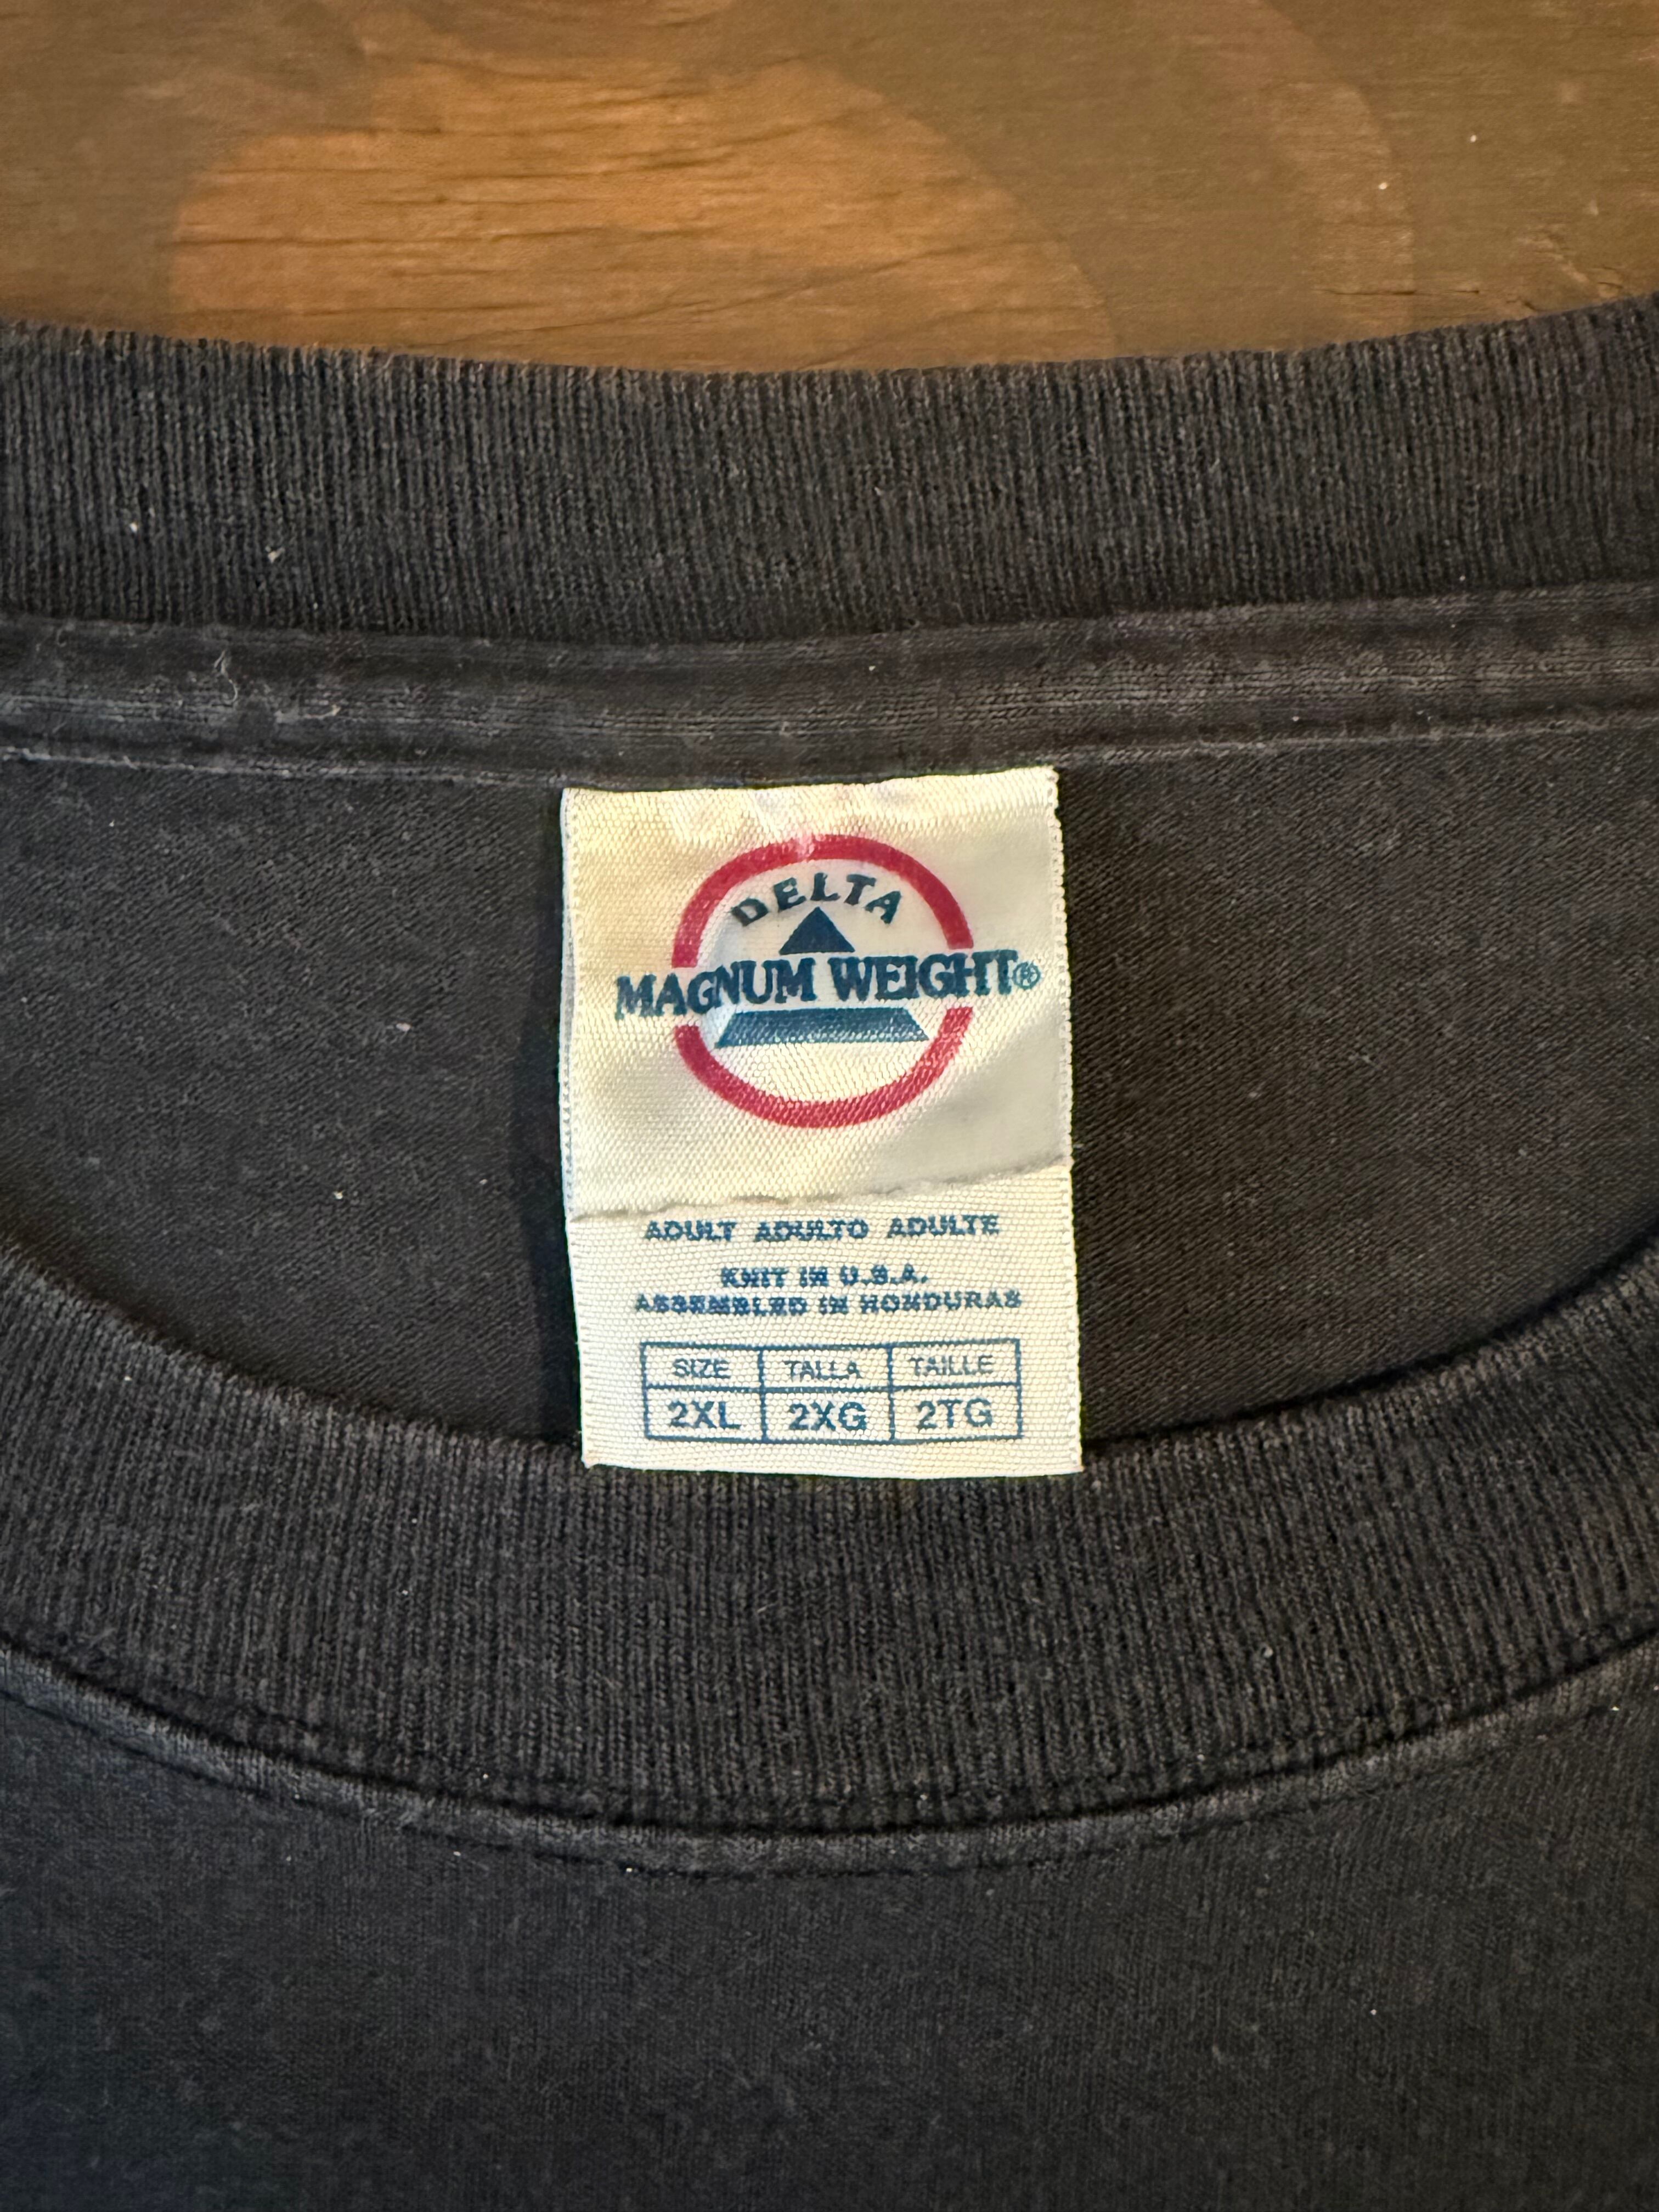 DELTA
MAGNUM WEIGHT®
ADULT ADULTO ADULTE
KNIT IN U.S.A.
ASSEMBLED IN HONDURAS
SIZE TALLA TAILLE
2XL 2XG 2TG